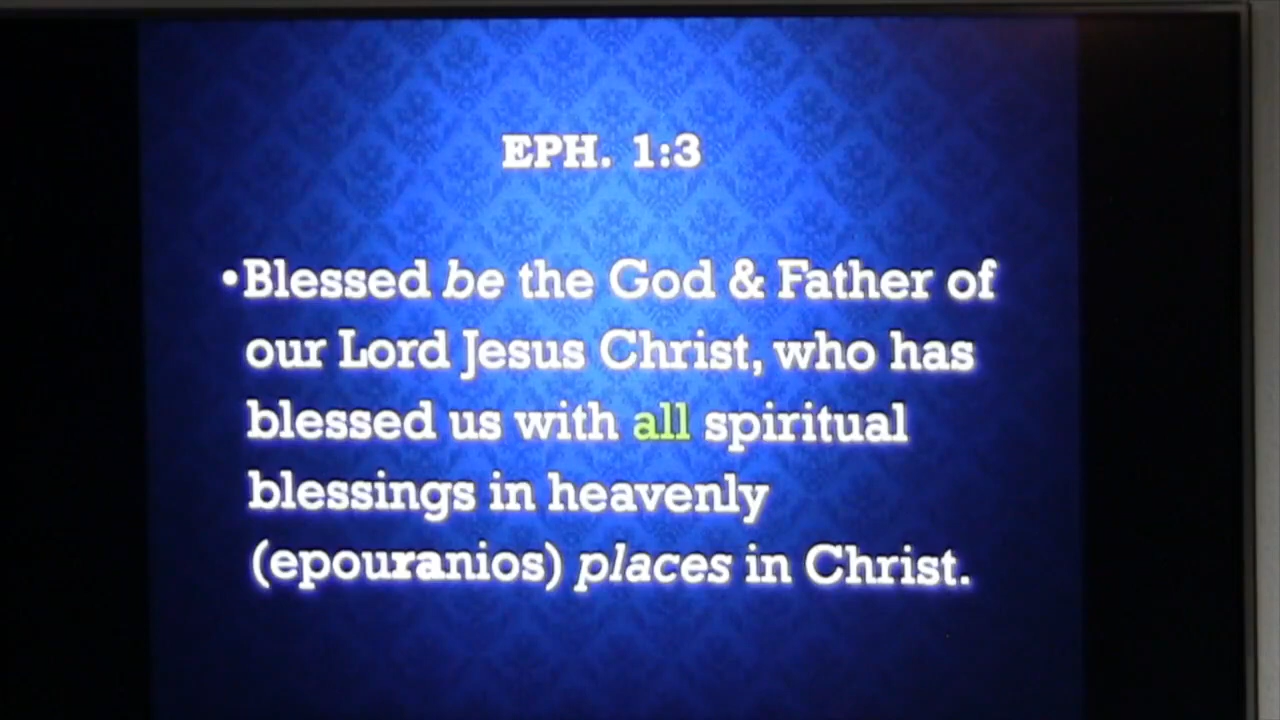 EPH. 1:3
•Blessed be the God & Father of
our Lord Jesus Christ, who has
blessed us with all spiritual
blessings in heavenly
(epouranios) places in Christ.